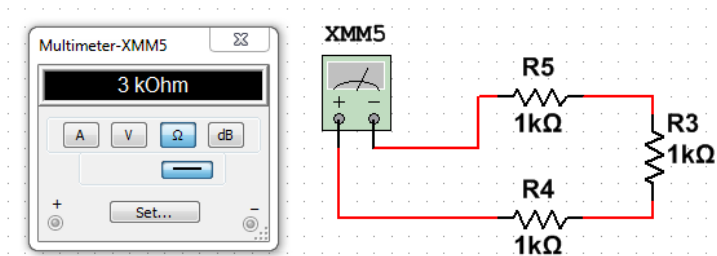 Multimeter-XMM5
3 kOhm
A V Ω dB
+ Set... −
XMM5
+ −
R5
1kΩ
R3
1kΩ
R4
1kΩ